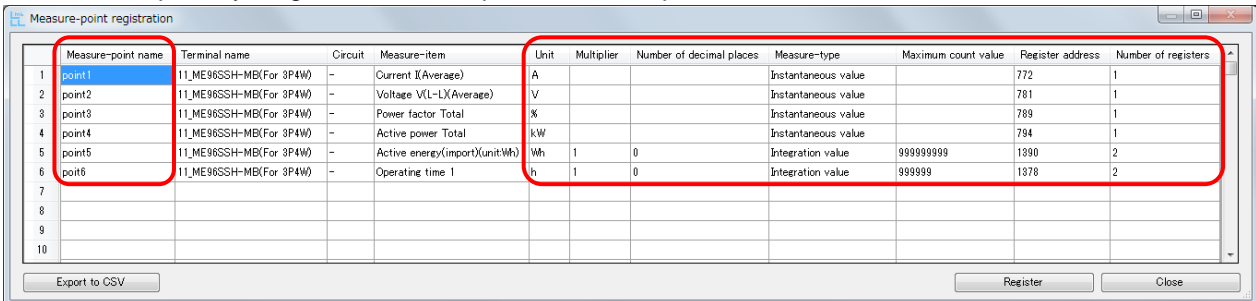 Measure-point registration
Measure-point name Terminal name Circuit Measure-item Unit Multiplier Number of decimal places Measure-type Maximum count value Register address Number of registers
1 point1 11_ME96SSH-MB(For 3P4W) - Current I(Average) A Instantaneous value 772 1
2 point2 11_ME96SSH-MB(For 3P4W) - Voltage V(L-L)(Average) V Instantaneous value 781 1
3 point3 11_ME96SSH-MB(For 3P4W) - Power factor Total % Instantaneous value 789 1
4 point4 11_ME96SSH-MB(For 3P4W) - Active power Total kW Instantaneous value 794 1
5 point5 11_ME96SSH-MB(For 3P4W) - Active energy(import)(unit:Wh) Wh 1 0 Integration value 999999999 1390 2
6 poit6 11_ME96SSH-MB(For 3P4W) - Operating time 1 h 1 0 Integration value 999999 1378 2
7
8
9
10
Export to CSV Register Close